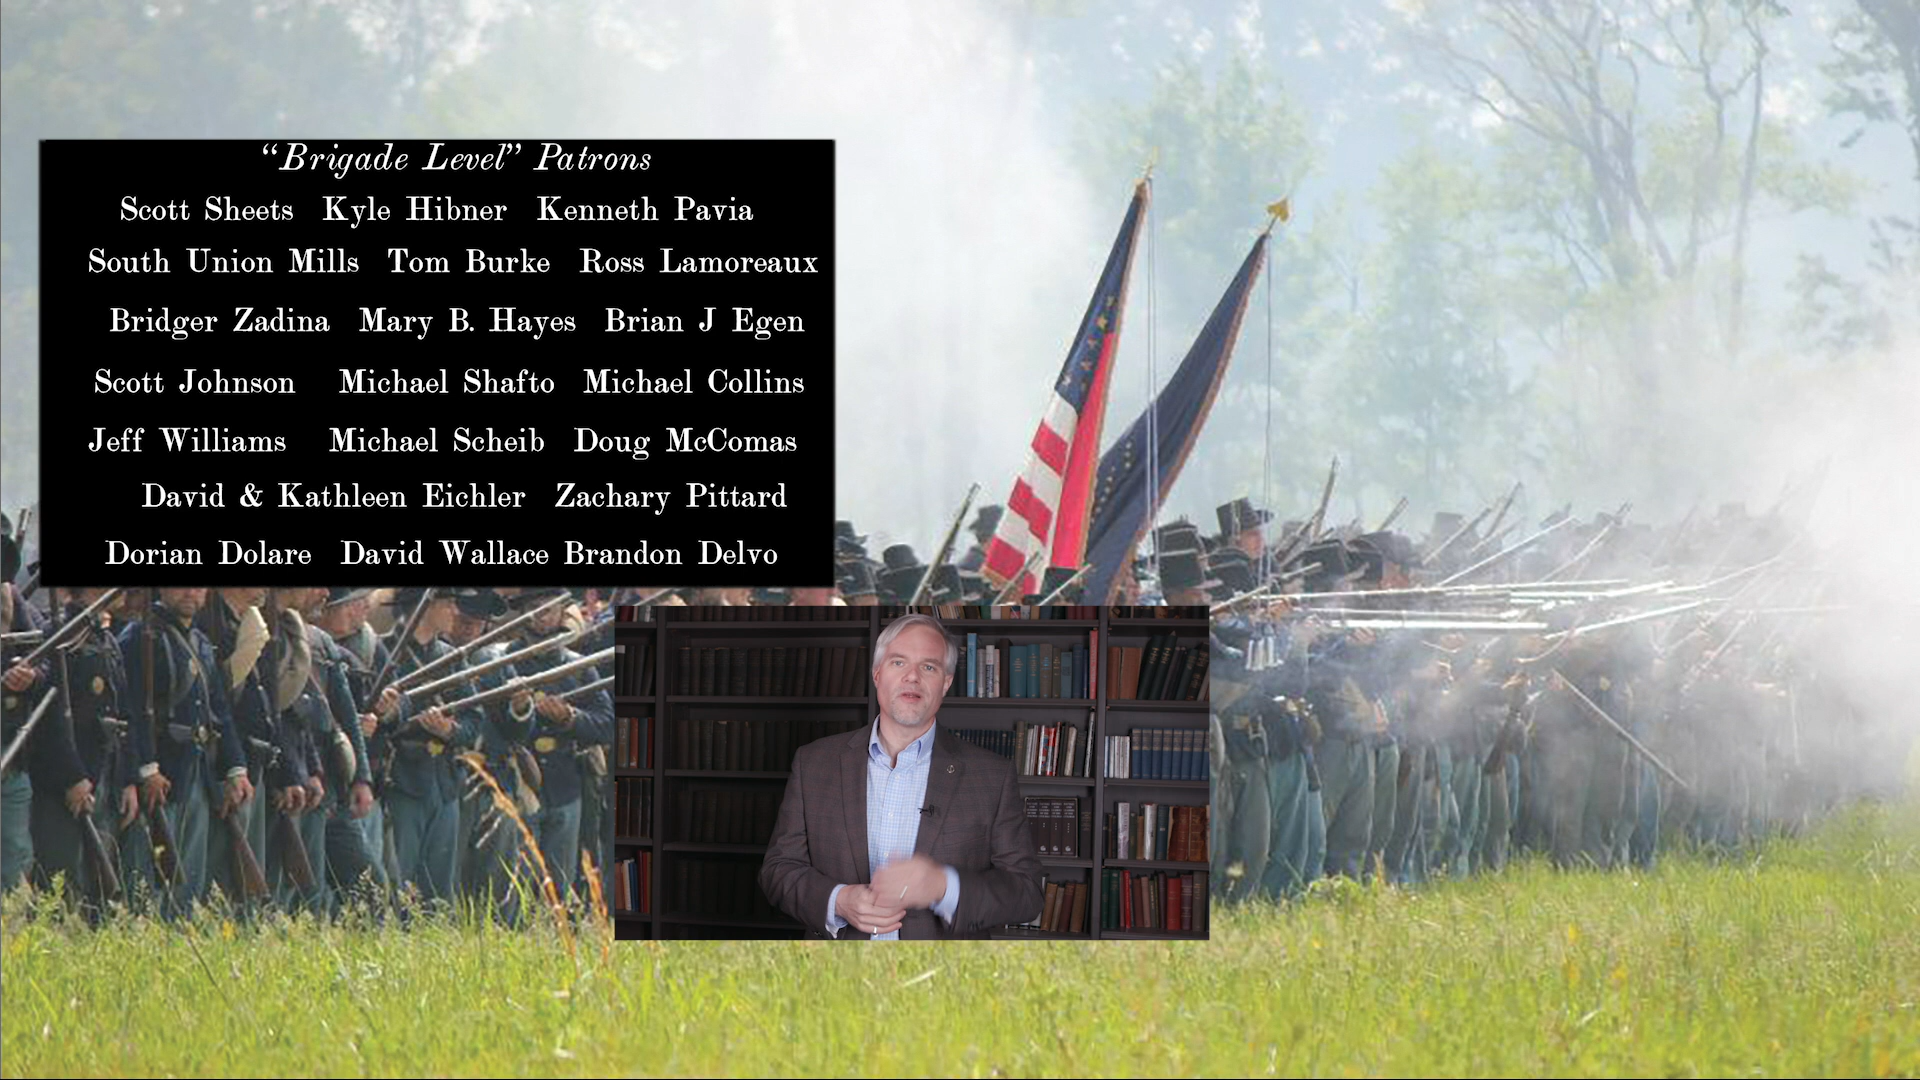 “Brigade Level” Patrons
Scott Sheets Kyle Hibner Kenneth Pavia
South Union Mills Tom Burke Ross Lamoreaux
Bridger Zadina Mary B. Hayes Brian J Egen
Scott Johnson Michael Shafto Michael Collins
Jeff Williams Michael Scheib Doug McComas
David & Kathleen Eichler Zachary Pittard
Dorian Dolare David Wallace Brandon Delvo